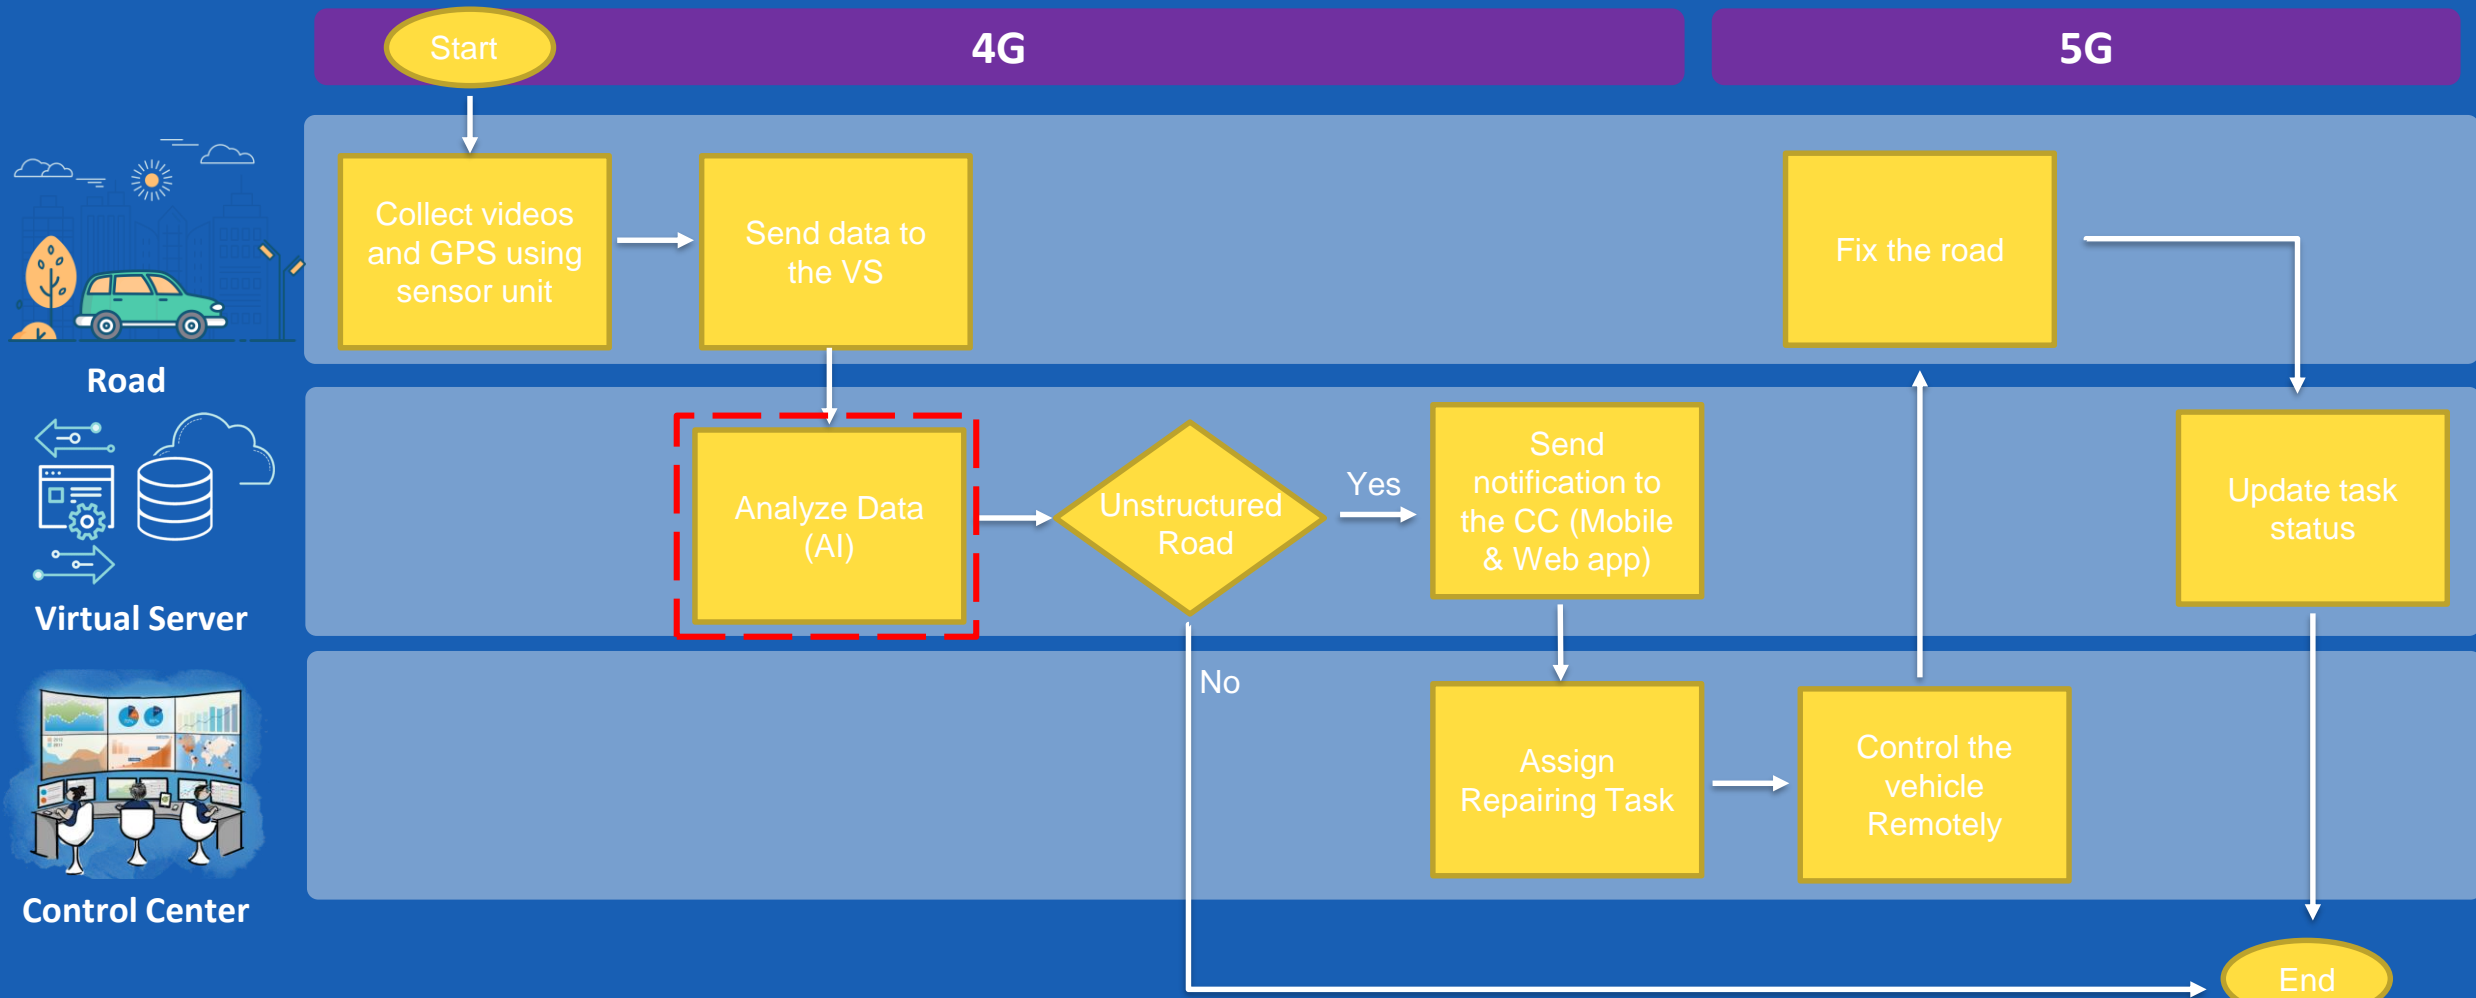 Start
4G
5G
Collect videos
and GPS using
sensor unit
Send data to
the VS
Fix the road
Road
Analyze Data
(AI)
Unstructured
Road
Yes
Send
notification to
the CC (Mobile
& Web app)
Update task
status
Virtual Server
No
Assign
Repairing Task
Control the
vehicle
Remotely
Control Center
End